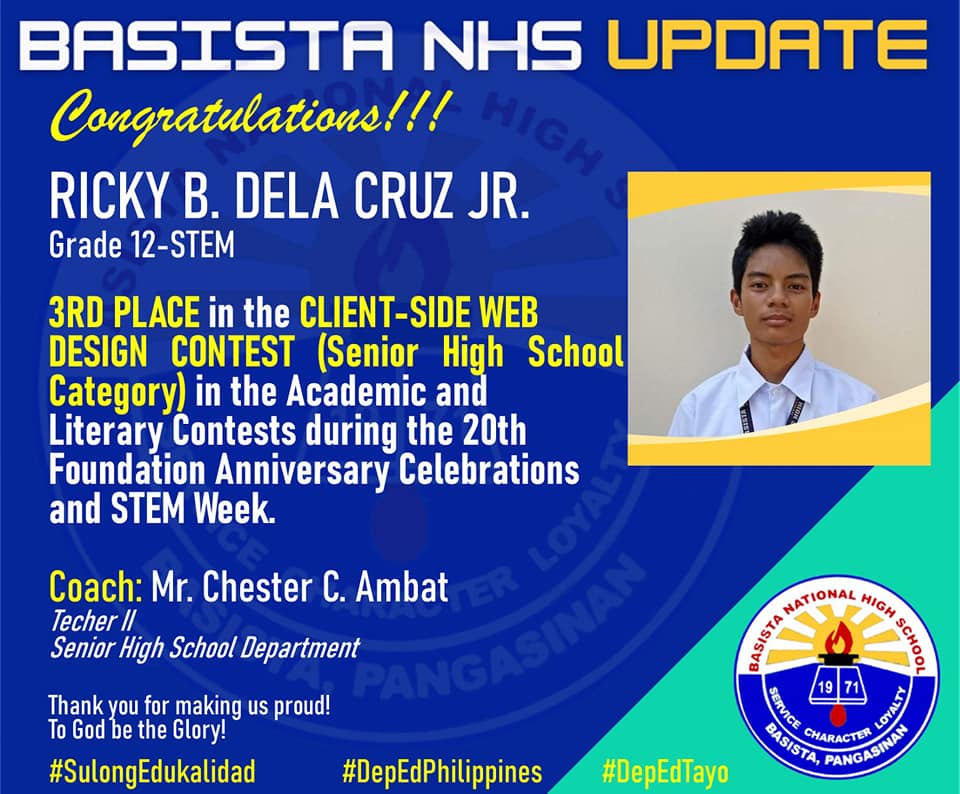 BASISTA NHS UPDATE
Congratulations!!!
RICKY B. DELA CRUZ JR.
Grade 12-STEM
3RD PLACE in the CLIENT-SIDE WEB
DESIGN CONTEST (Senior High School
Category) in the Academic and
Literary Contests during the 20th
Foundation Anniversary Celebrations
and STEM Week.
Coach: Mr. Chester C. Ambat
Techer II
Senior High School Department
Thank you for making us proud!
To God be the Glory!
#SulongEdukalidad #DepEdPhilippines #DepEdTayo
BASISTA NATIONAL HIGH SCHOOL
1971
SERVICE CHARACTER LOYALTY
BASISTA, PANGASINAN